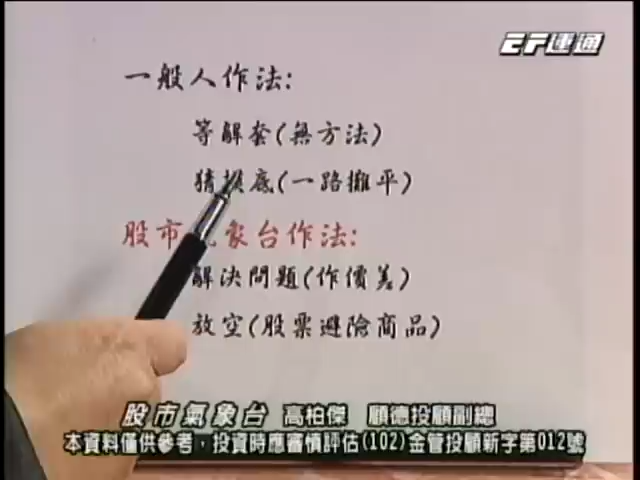 EF運通
一般人作法:
等解套(無方法)
猜摸底(一路攤平)
股市氣象台作法:
解決問題(作價差)
放空(股票避險商品)
股市氣象台 高柏傑 顧德投顧副總
本資料僅供參考，投資時應審慎評估(102)金管投顧新字第012號